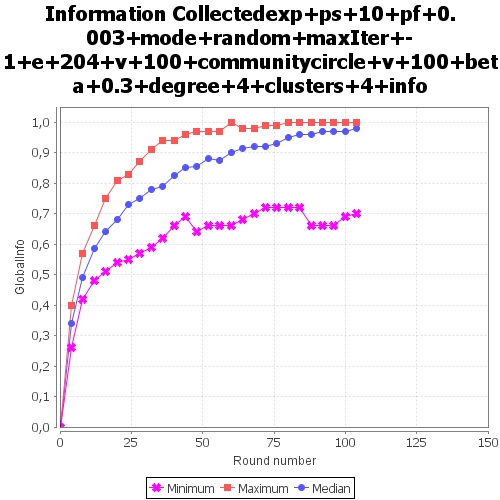 Information Collectedexp+ps+10+pf+0.
003+mode+random+maxIter+-
1+e+204+v+100+communitycircle+v+100+bet
a+0.3+degree+4+clusters+4+info
1,0
0,9
0,8
0,7
0,6
0,5
0,4
0,3
0,2
0,1
0,0
GlobalInfo
0 25 50 75 100 125 150
Round number
Minimum Maximum Median